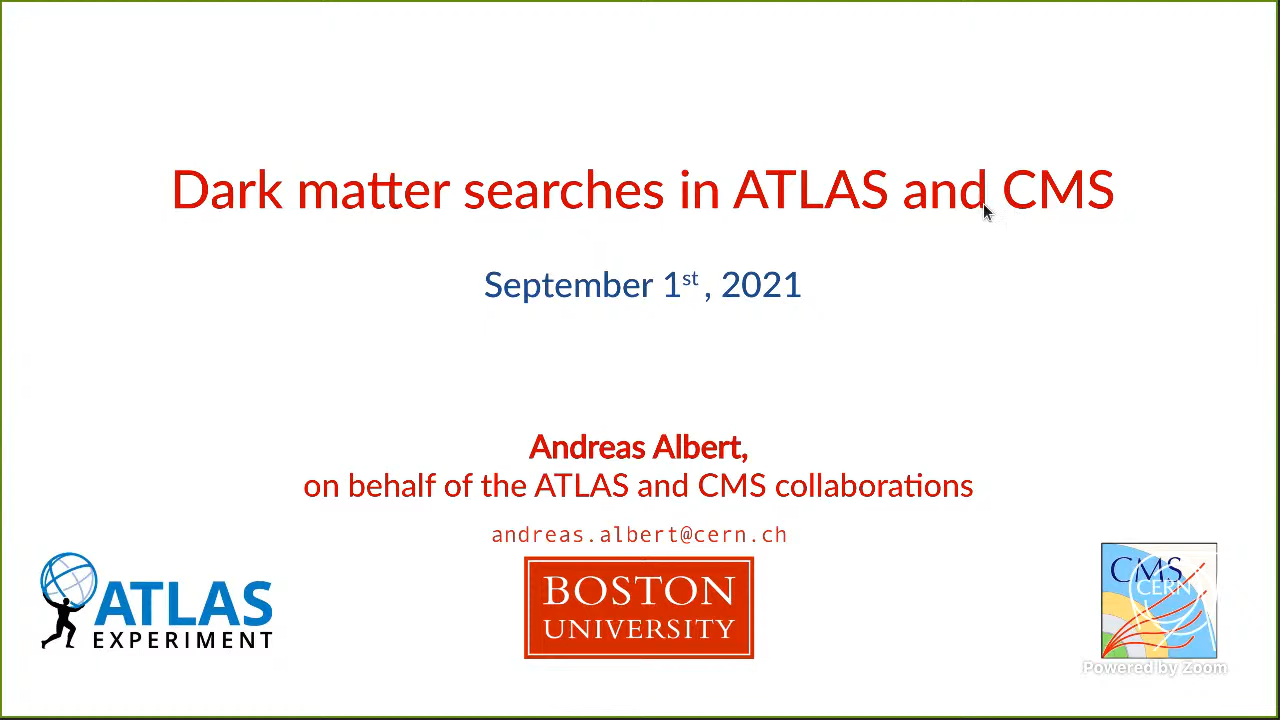 Dark matter searches in ATLAS and CMS
September 1st, 2021
Andreas Albert,
on behalf of the ATLAS and CMS collaborations
andreas.albert@cern.ch
ATLAS
EXPERIMENT
BOSTON
UNIVERSITY
CMS
CERN
Powered by Zoom